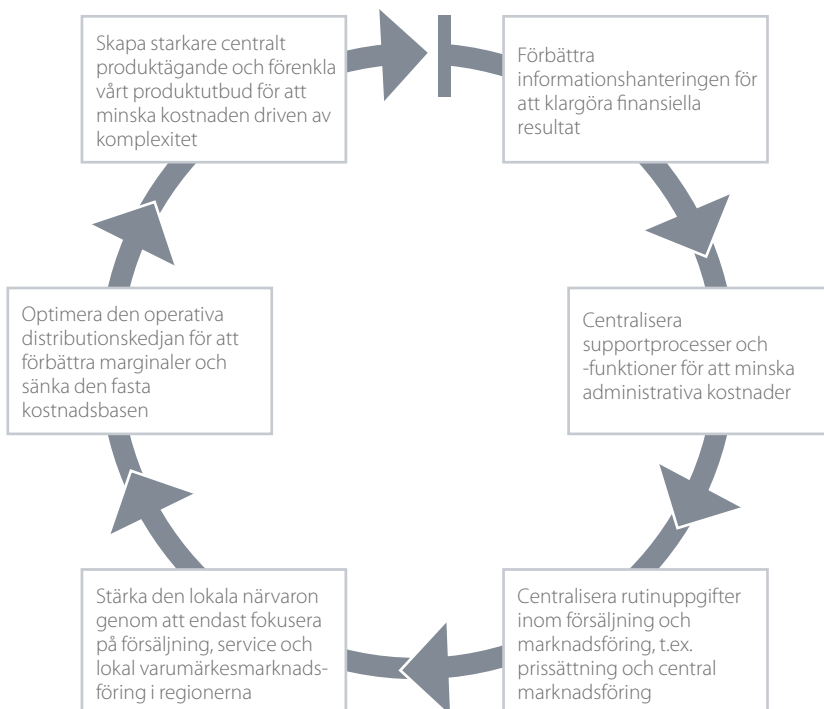 Skapa starkare centralt
produktägande och förenkla
vårt produktutbud för att
minska kostnaden driven av
komplexitet
Förbättra
informationshanteringen för
att klargöra finansiella
resultat
Centralisera
supportprocesser och
-funktioner för att minska
administrativa kostnader
Centralisera rutinuppgifter
inom försäljning och
marknadsföring, t.ex.
prissättning och central
marknadsföring
Stärka den lokala närvaron
genom att endast fokusera
på försäljning, service och
lokal varumärkesmarknads-
föring i regionerna
Optimera den operativa
distributionskedjan för att
förbättra marginaler och
sänka den fasta
kostnadsbasen